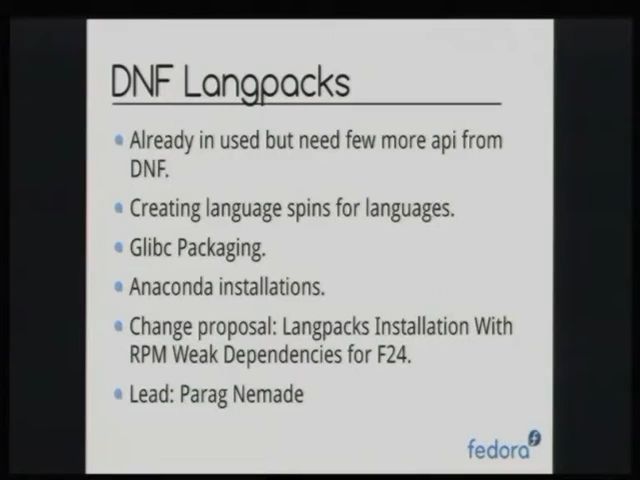 DNF Langpacks
Already in used but need few more api from
DNF.
Creating language spins for languages.
Glibc Packaging.
Anaconda installations.
Change proposal: Langpacks Installation With
RPM Weak Dependencies for F24.
Lead: Parag Nemade
fedora